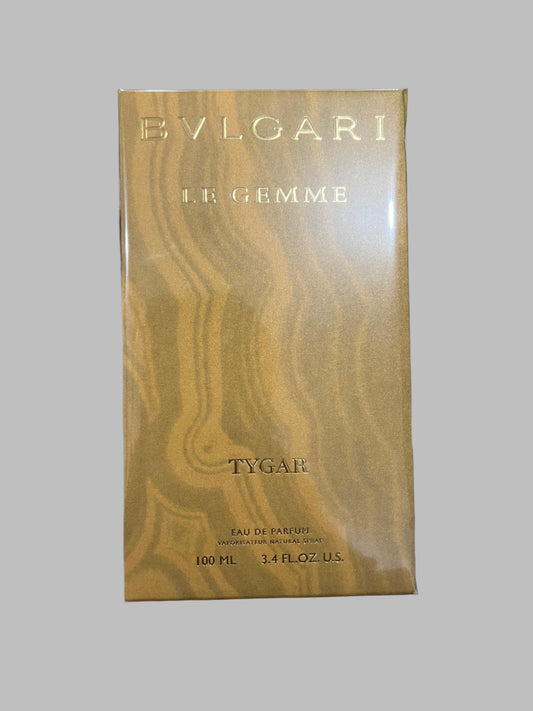 BVLGARI
LE GEMME
TYGAR
EAU DE PARFUM
VAPORISATEUR NATURAL SPRAY
100 ML 3.4 FL.OZ. U.S.